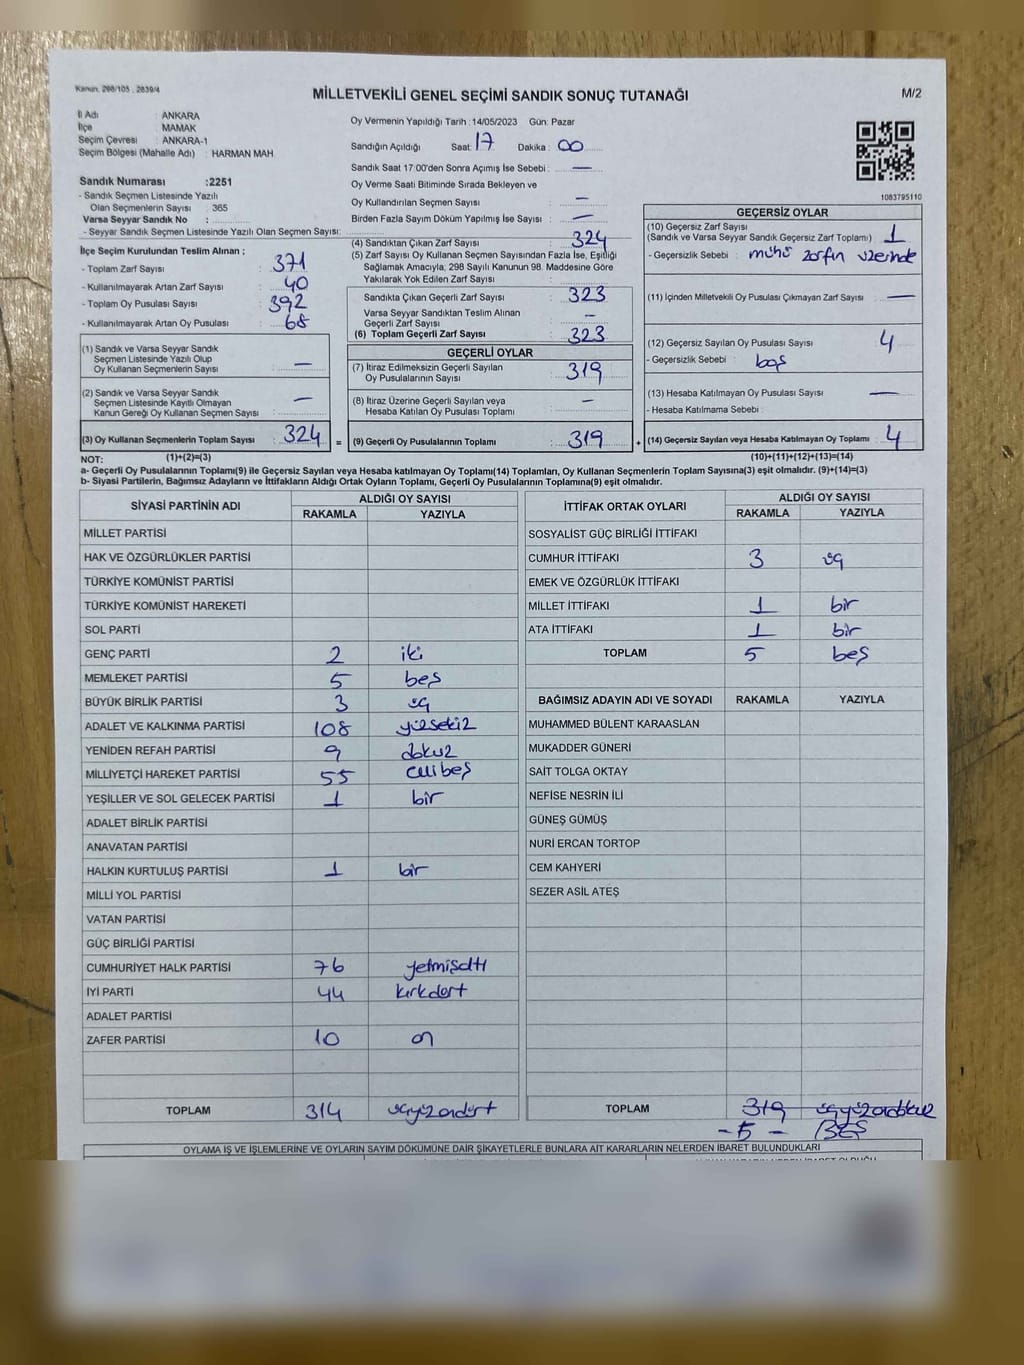 Kanun: 298/105 , 2839/4
MİLLETVEKİLİ GENEL SEÇİMİ SANDIK SONUÇ TUTANAĞI
M/2
İl Adı : ANKARA
İlçe : MAMAK
Seçim Çevresi : ANKARA-1
Seçim Bölgesi (Mahalle Adı) : HARMAN MAH.
Sandık Numarası :2251
- Sandık Seçmen Listesinde Yazılı
Olan Seçmenlerin Sayısı : 365
Varsa Seyyar Sandık No :
- Seyyar Sandık Seçmen Listesinde Yazılı Olan Seçmen Sayısı:
İlçe Seçim Kurulundan Teslim Alınan ;
- Toplam Zarf Sayısı : 371
- Kullanılmayarak Artan Zarf Sayısı : 40
- Toplam Oy Pusulası Sayısı : 392
- Kullanılmayarak Artan Oy Pusulası : 68
(1) Sandık ve Varsa Seyyar Sandık
Seçmen Listesinde Yazılı Olup
Oy Kullanan Seçmenlerin Sayısı : —
(2) Sandık ve Varsa Seyyar Sandık
Seçmen Listesinde Kayıtlı Olmayan
Kanun Gereği Oy Kullanan Seçmen Sayısı : —
(3) Oy Kullanan Seçmenlerin Toplam Sayısı : 324
Oy Vermenin Yapıldığı Tarih :14/05/2023 Gün: Pazar
Sandığın Açıldığı Saat: 17 Dakika : 00
Sandık Saat 17:00'den Sonra Açılmış İse Sebebi : —
Oy Verme Saati Bitiminde Sırada Bekleyen ve
Oy Kullandırılan Seçmen Sayısı : —
Birden Fazla Sayım Döküm Yapılmış İse Sayısı : —
(4) Sandıktan Çıkan Zarf Sayısı : 324
(5) Zarf Sayısı Oy Kullanan Seçmen Sayısından Fazla İse, Eşitliği
Sağlamak Amacıyla, 298 Sayılı Kanunun 98. Maddesine Göre
Yakılarak Yok Edilen Zarf Sayısı :
Sandıkta Çıkan Geçerli Zarf Sayısı : 323
Varsa Seyyar Sandıktan Teslim Alınan
Geçerli Zarf Sayısı : —
(6) Toplam Geçerli Zarf Sayısı : 323
GEÇERLİ OYLAR
(7) İtiraz Edilmeksizin Geçerli Sayılan
Oy Pusulalarının Sayısı : 319
(8) İtiraz Üzerine Geçerli Sayılan veya
Hesaba Katılan Oy Pusulası Toplamı : —
= (9) Geçerli Oy Pusulalarının Toplamı : 319
1083795110
GEÇERSİZ OYLAR
(10) Geçersiz Zarf Sayısı
(Sandık ve Varsa Seyyar Sandık Geçersiz Zarf Toplamı) : 1
- Geçersizlik Sebebi : mühür zarfın üzerinde
(11) İçinden Milletvekili Oy Pusulası Çıkmayan Zarf Sayısı : —
(12) Geçersiz Sayılan Oy Pusulası Sayısı : 4
- Geçersizlik Sebebi : boş
(13) Hesaba Katılmayan Oy Pusulası Sayısı : —
- Hesaba Katılmama Sebebi :
+ (14) Geçersiz Sayılan veya Hesaba Katılmayan Oy Toplamı : 4
NOT: (1)+(2)=(3) (10)+(11)+(12)+(13)=(14)
a- Geçerli Oy Pusulalarının Toplamı(9) ile Geçersiz Sayılan veya Hesaba katılmayan Oy Toplamı(14) Toplamları, Oy Kullanan Seçmenlerin Toplam Sayısına(3) eşit olmalıdır. (9)+(14)=(3)
b- Siyasi Partilerin, Bağımsız Adayların ve İttifakların Aldığı Ortak Oyların Toplamı, Geçerli Oy Pusulalarının Toplamına(9) eşit olmalıdır.
SİYASİ PARTİNİN ADI ALDIĞI OY SAYISI
RAKAMLA YAZIYLA
MİLLET PARTİSİ
HAK VE ÖZGÜRLÜKLER PARTİSİ
TÜRKİYE KOMÜNİST PARTİSİ
TÜRKİYE KOMÜNİST HAREKETİ
SOL PARTİ
GENÇ PARTİ 2 iki
MEMLEKET PARTİSİ 5 beş
BÜYÜK BİRLİK PARTİSİ 3 üç
ADALET VE KALKINMA PARTİSİ 108 yüzsekiz
YENİDEN REFAH PARTİSİ 9 dokuz
MİLLİYETÇİ HAREKET PARTİSİ 55 ellibeş
YEŞİLLER VE SOL GELECEK PARTİSİ 1 bir
ADALET BİRLİK PARTİSİ
ANAVATAN PARTİSİ
HALKIN KURTULUŞ PARTİSİ 1 bir
MİLLİ YOL PARTİSİ
VATAN PARTİSİ
GÜÇ BİRLİĞİ PARTİSİ
CUMHURİYET HALK PARTİSİ 76 yetmişaltı
İYİ PARTİ 44 kırkdört
ADALET PARTİSİ
ZAFER PARTİSİ 10 on
TOPLAM 314 üçyüzondört
İTTİFAK ORTAK OYLARI ALDIĞI OY SAYISI
RAKAMLA YAZIYLA
SOSYALİST GÜÇ BİRLİĞİ İTTİFAKI
CUMHUR İTTİFAKI 3 üç
EMEK VE ÖZGÜRLÜK İTTİFAKI
MİLLET İTTİFAKI 1 bir
ATA İTTİFAKI 1 bir
TOPLAM 5 beş
BAĞIMSIZ ADAYIN ADI VE SOYADI RAKAMLA YAZIYLA
MUHAMMED BÜLENT KARAASLAN
MUKADDER GÜNERİ
SAİT TOLGA OKTAY
NEFİSE NESRİN İLİ
GÜNEŞ GÜMÜŞ
NURİ ERCAN TORTOP
CEM KAHYERİ
SEZER ASİL ATEŞ
TOPLAM 319 üçyüzondokuz
- 5 - BEŞ
OYLAMA İŞ VE İŞLEMLERİNE VE OYLARIN SAYIM DÖKÜMÜNE DAİR ŞİKAYETLERLE BUNLARA AİT KARARLARIN NELERDEN İBARET BULUNDUKLARI